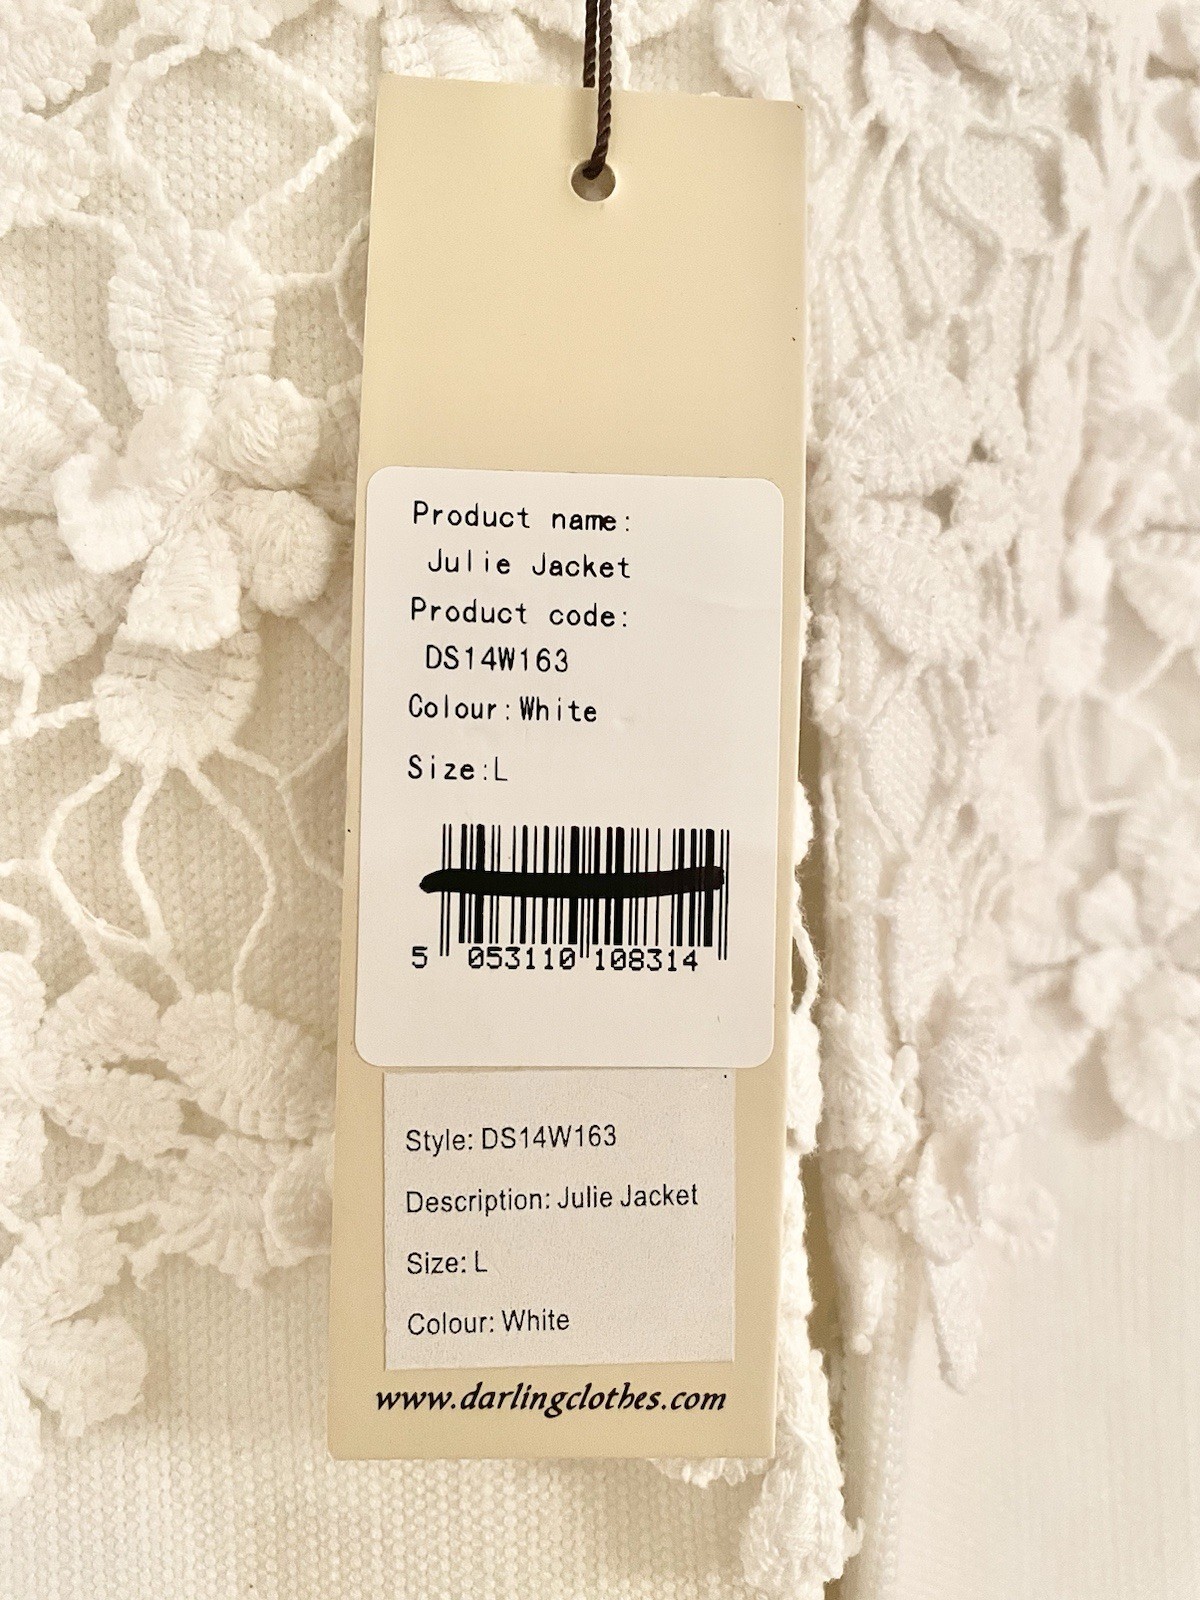 Product name:
Julie Jacket
Product code:
DS14W163
Colour:White
Size:L
5 053110 108314
Style: DS14W163
Description: Julie Jacket
Size: L
Colour: White
www.darlingclothes.com